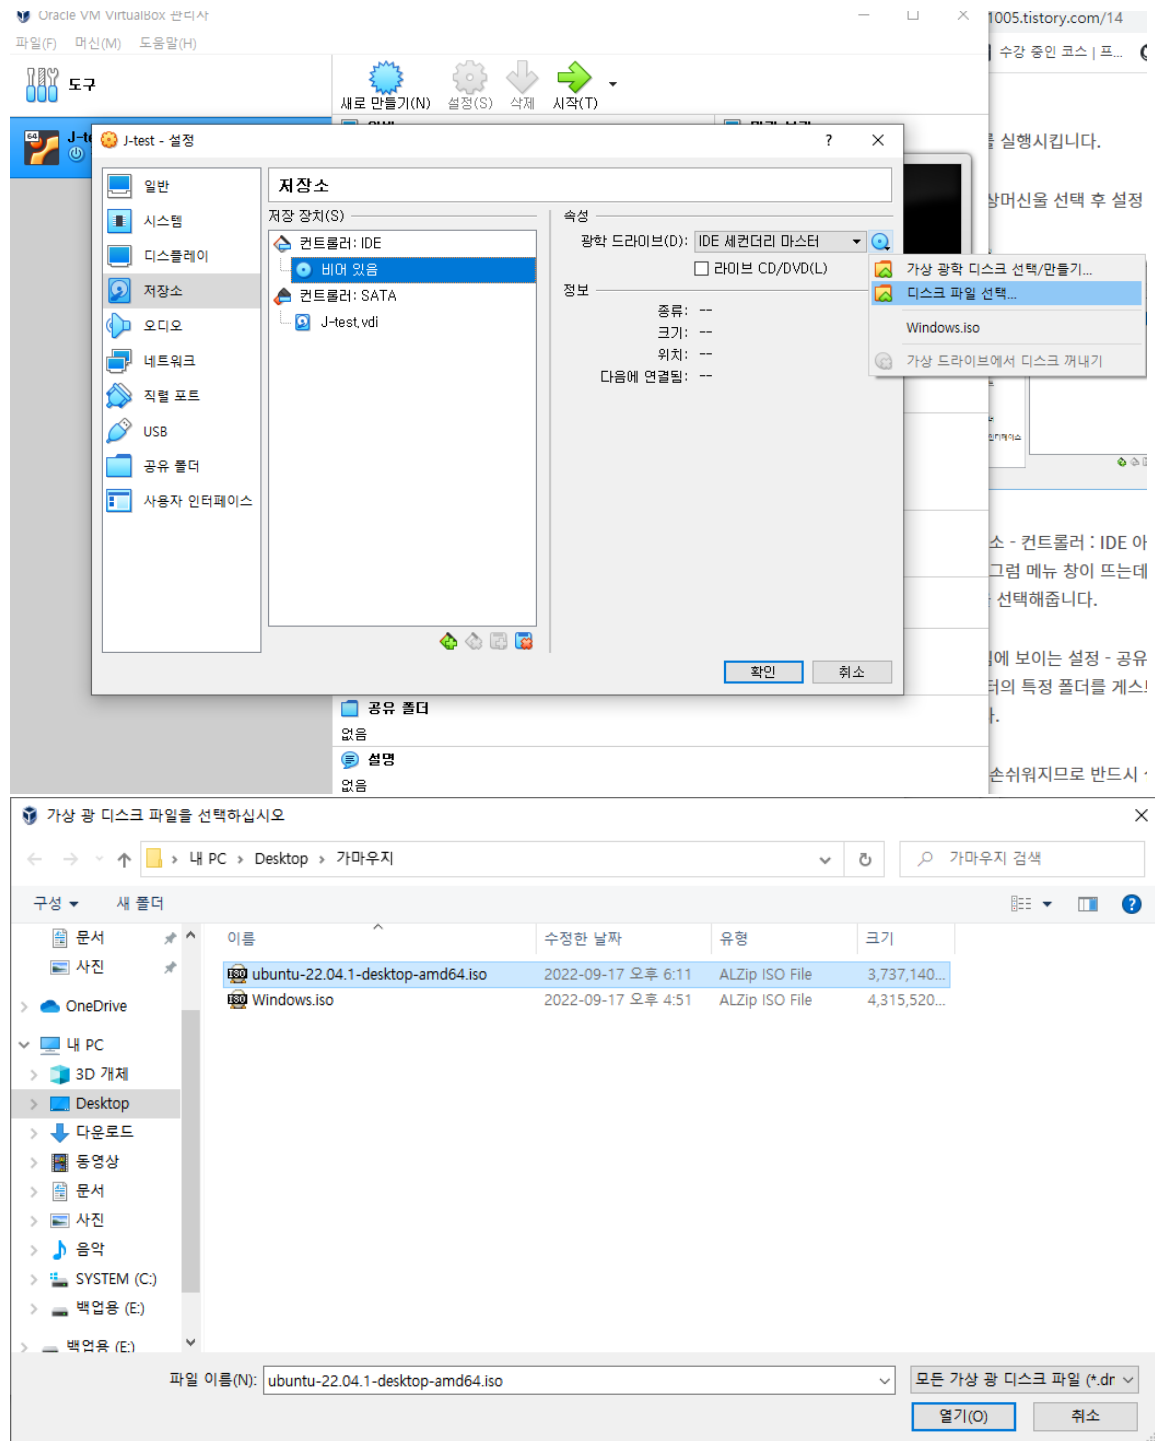 Oracle VM VirtualBox 관리자
1005.tistory.com/14
파일(F) 머신(M) 도움말(H)
수강 중인 코스 | 프...
도구
새로 만들기(N) 설정(S) 삭제 시작(T)
J-test - 설정
? ×
를 실행시킵니다.
일반
저장소
시스템
저장 장치(S)
속성
상머신을 선택 후 설정
디스플레이
컨트롤러: IDE
광학 드라이브(D): IDE 세컨더리 마스터
저장소
비어 있음
라이브 CD/DVD(L)
가상 광학 디스크 선택/만들기...
오디오
컨트롤러: SATA
정보
디스크 파일 선택...
네트워크
J-test.vdi
종류: --
Windows.iso
직렬 포트
크기: --
가상 드라이브에서 디스크 꺼내기
USB
위치: --
공유 폴더
다음에 연결됨: --
사용자 인터페이스
소 - 컨트롤러 : IDE 아
그럼 메뉴 창이 뜨는데
선택해줍니다.
확인 취소
에 보이는 설정 - 공유
터의 특정 폴더를 게스
공유 폴더
없음
설명
손쉬워지므로 반드시
없음
가상 광 디스크 파일을 선택하십시오
내 PC > Desktop > 가마우지
가마우지 검색
구성 새 폴더
문서
이름 수정한 날짜 유형 크기
사진
ubuntu-22.04.1-desktop-amd64.iso 2022-09-17 오후 6:11 ALZip ISO File 3,737,140...
OneDrive
Windows.iso 2022-09-17 오후 4:51 ALZip ISO File 4,315,520...
내 PC
3D 개체
Desktop
다운로드
동영상
문서
사진
음악
SYSTEM (C:)
백업용 (E:)
백업용 (E:)
파일 이름(N): ubuntu-22.04.1-desktop-amd64.iso
모든 가상 광 디스크 파일 (*.dr
열기(O) 취소